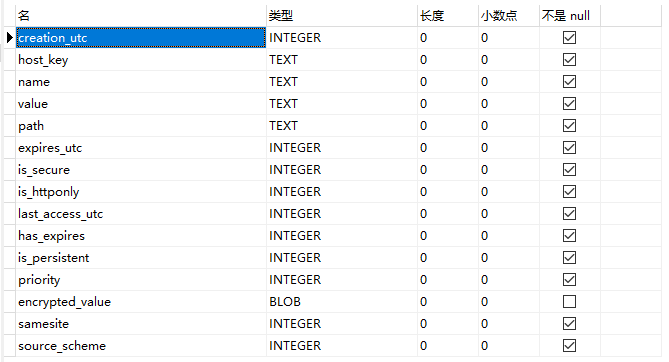 名 类型 长度 小数点 不是 null
creation_utc INTEGER 0 0
host_key TEXT 0 0
name TEXT 0 0
value TEXT 0 0
path TEXT 0 0
expires_utc INTEGER 0 0
is_secure INTEGER 0 0
is_httponly INTEGER 0 0
last_access_utc INTEGER 0 0
has_expires INTEGER 0 0
is_persistent INTEGER 0 0
priority INTEGER 0 0
encrypted_value BLOB 0 0
samesite INTEGER 0 0
source_scheme INTEGER 0 0